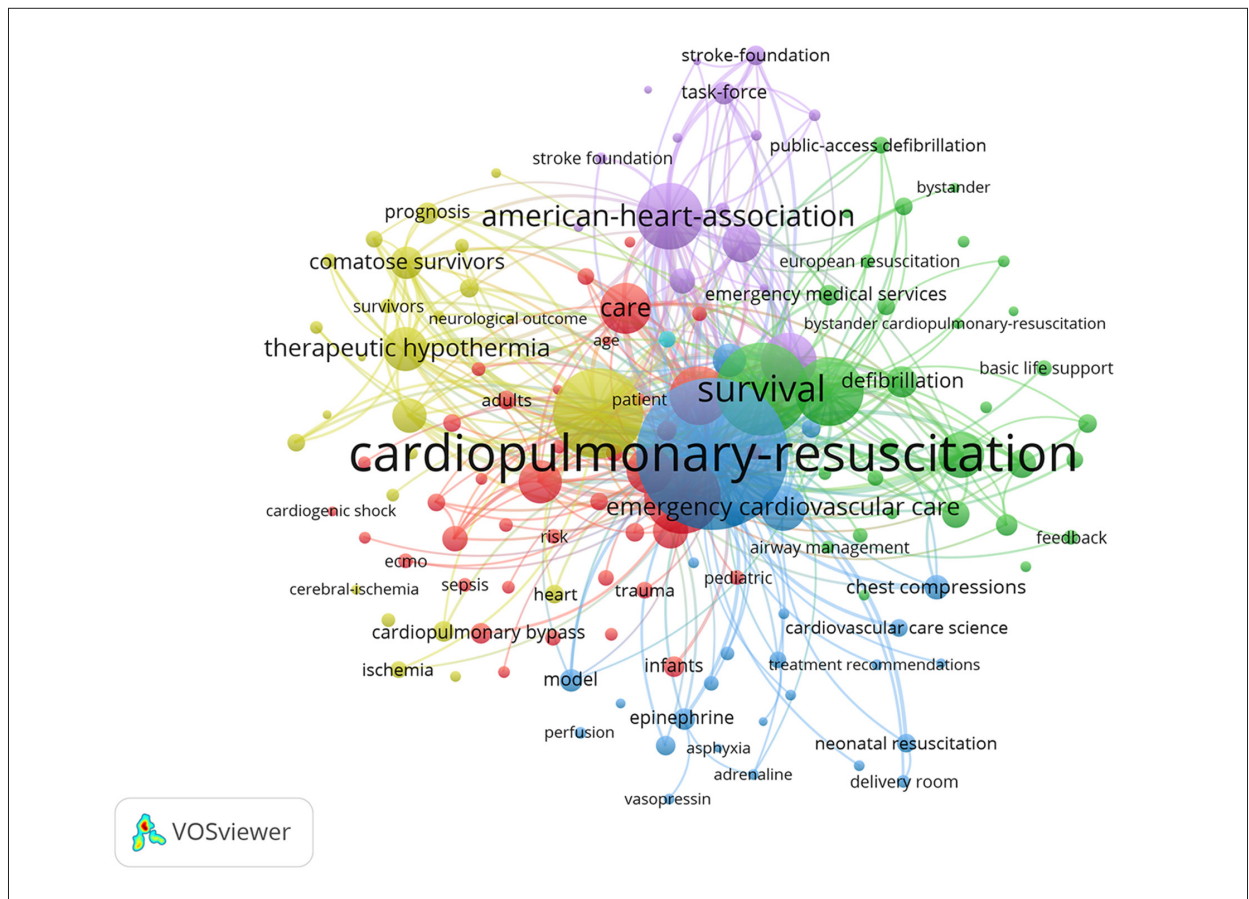 stroke-foundation
task-force
public-access defibrillation
stroke foundation
bystander
prognosis
american-heart-association
comatose survivors
european resuscitation
emergency medical services
survivors
care
neurological outcome
bystander cardiopulmonary-resuscitation
age
therapeutic hypothermia
basic life support
defibrillation
survival
adults
patient
cardiopulmonary-resuscitation
emergency cardiovascular care
cardiogenic shock
risk
feedback
airway management
ecmo
pediatric
cerebral-ischemia
sepsis
heart
trauma
chest compressions
cardiopulmonary bypass
cardiovascular care science
ischemia
infants
treatment recommendations
model
epinephrine
perfusion
asphyxia
neonatal resuscitation
adrenaline
delivery room
vasopressin
VOSviewer